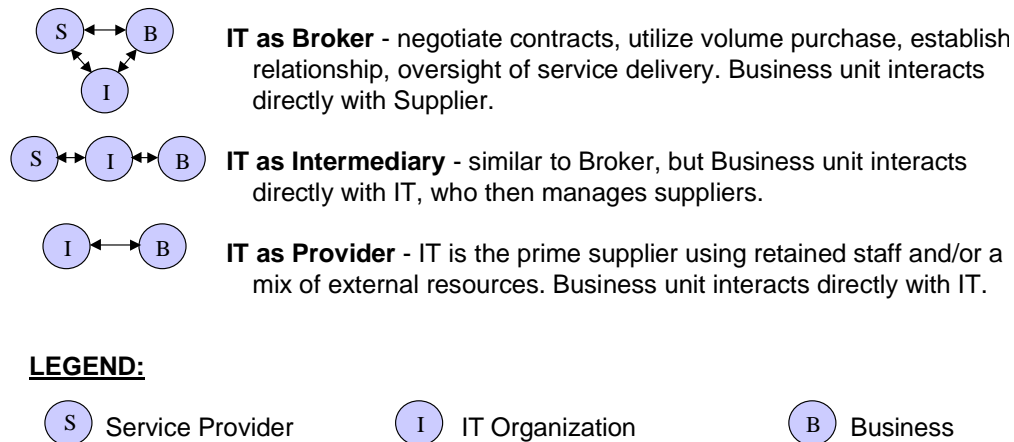 S B
I
IT as Broker - negotiate contracts, utilize volume purchase, establish
relationship, oversight of service delivery. Business unit interacts
directly with Supplier.
S I B
IT as Intermediary - similar to Broker, but Business unit interacts
directly with IT, who then manages suppliers.
I B
IT as Provider - IT is the prime supplier using retained staff and/or a
mix of external resources. Business unit interacts directly with IT.
LEGEND:
S Service Provider I IT Organization B Business